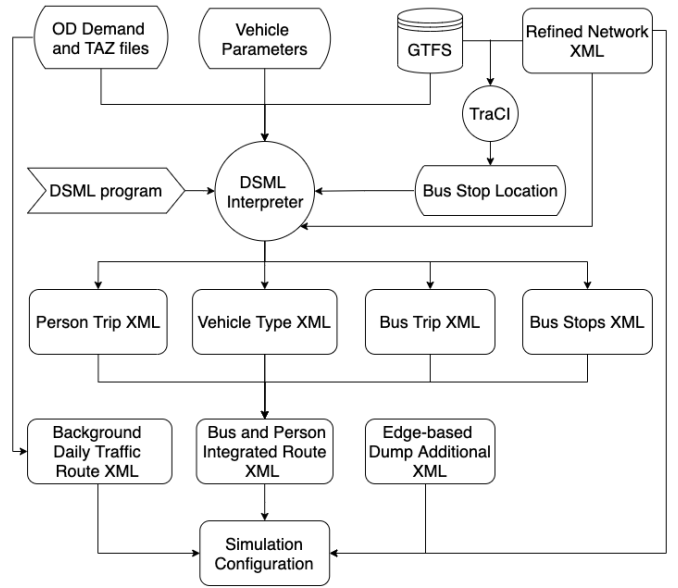 OD Demand
and TAZ files
Vehicle
Parameters
GTFS
Refined Network
XML
TraCI
DSML program
DSML
Interpreter
Bus Stop Location
Person Trip XML
Vehicle Type XML
Bus Trip XML
Bus Stops XML
Background
Daily Traffic
Route XML
Bus and Person
Integrated Route
XML
Edge-based
Dump Additional
XML
Simulation
Configuration